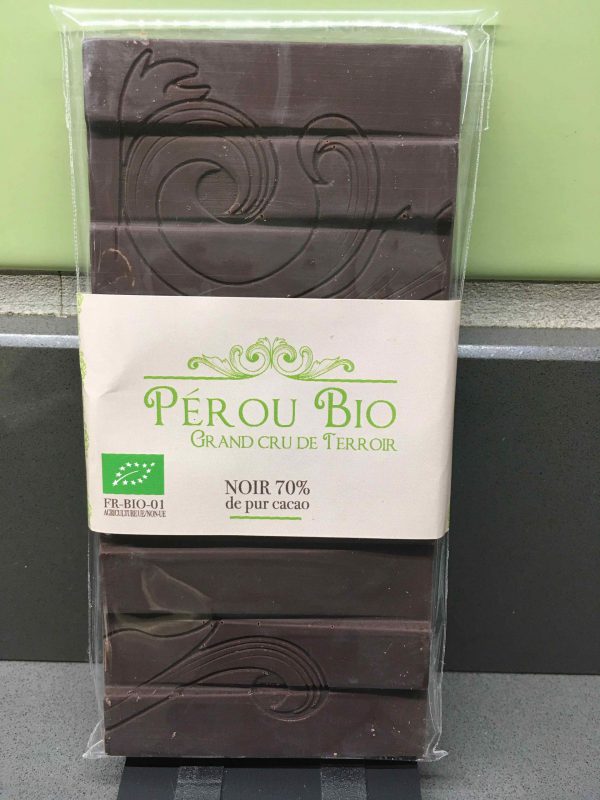 PÉROU BIO
GRAND CRU DE TERROIR
NOIR 70%
de pur cacao
FR-BIO-01
AGRICULTURE UE/NON-UE